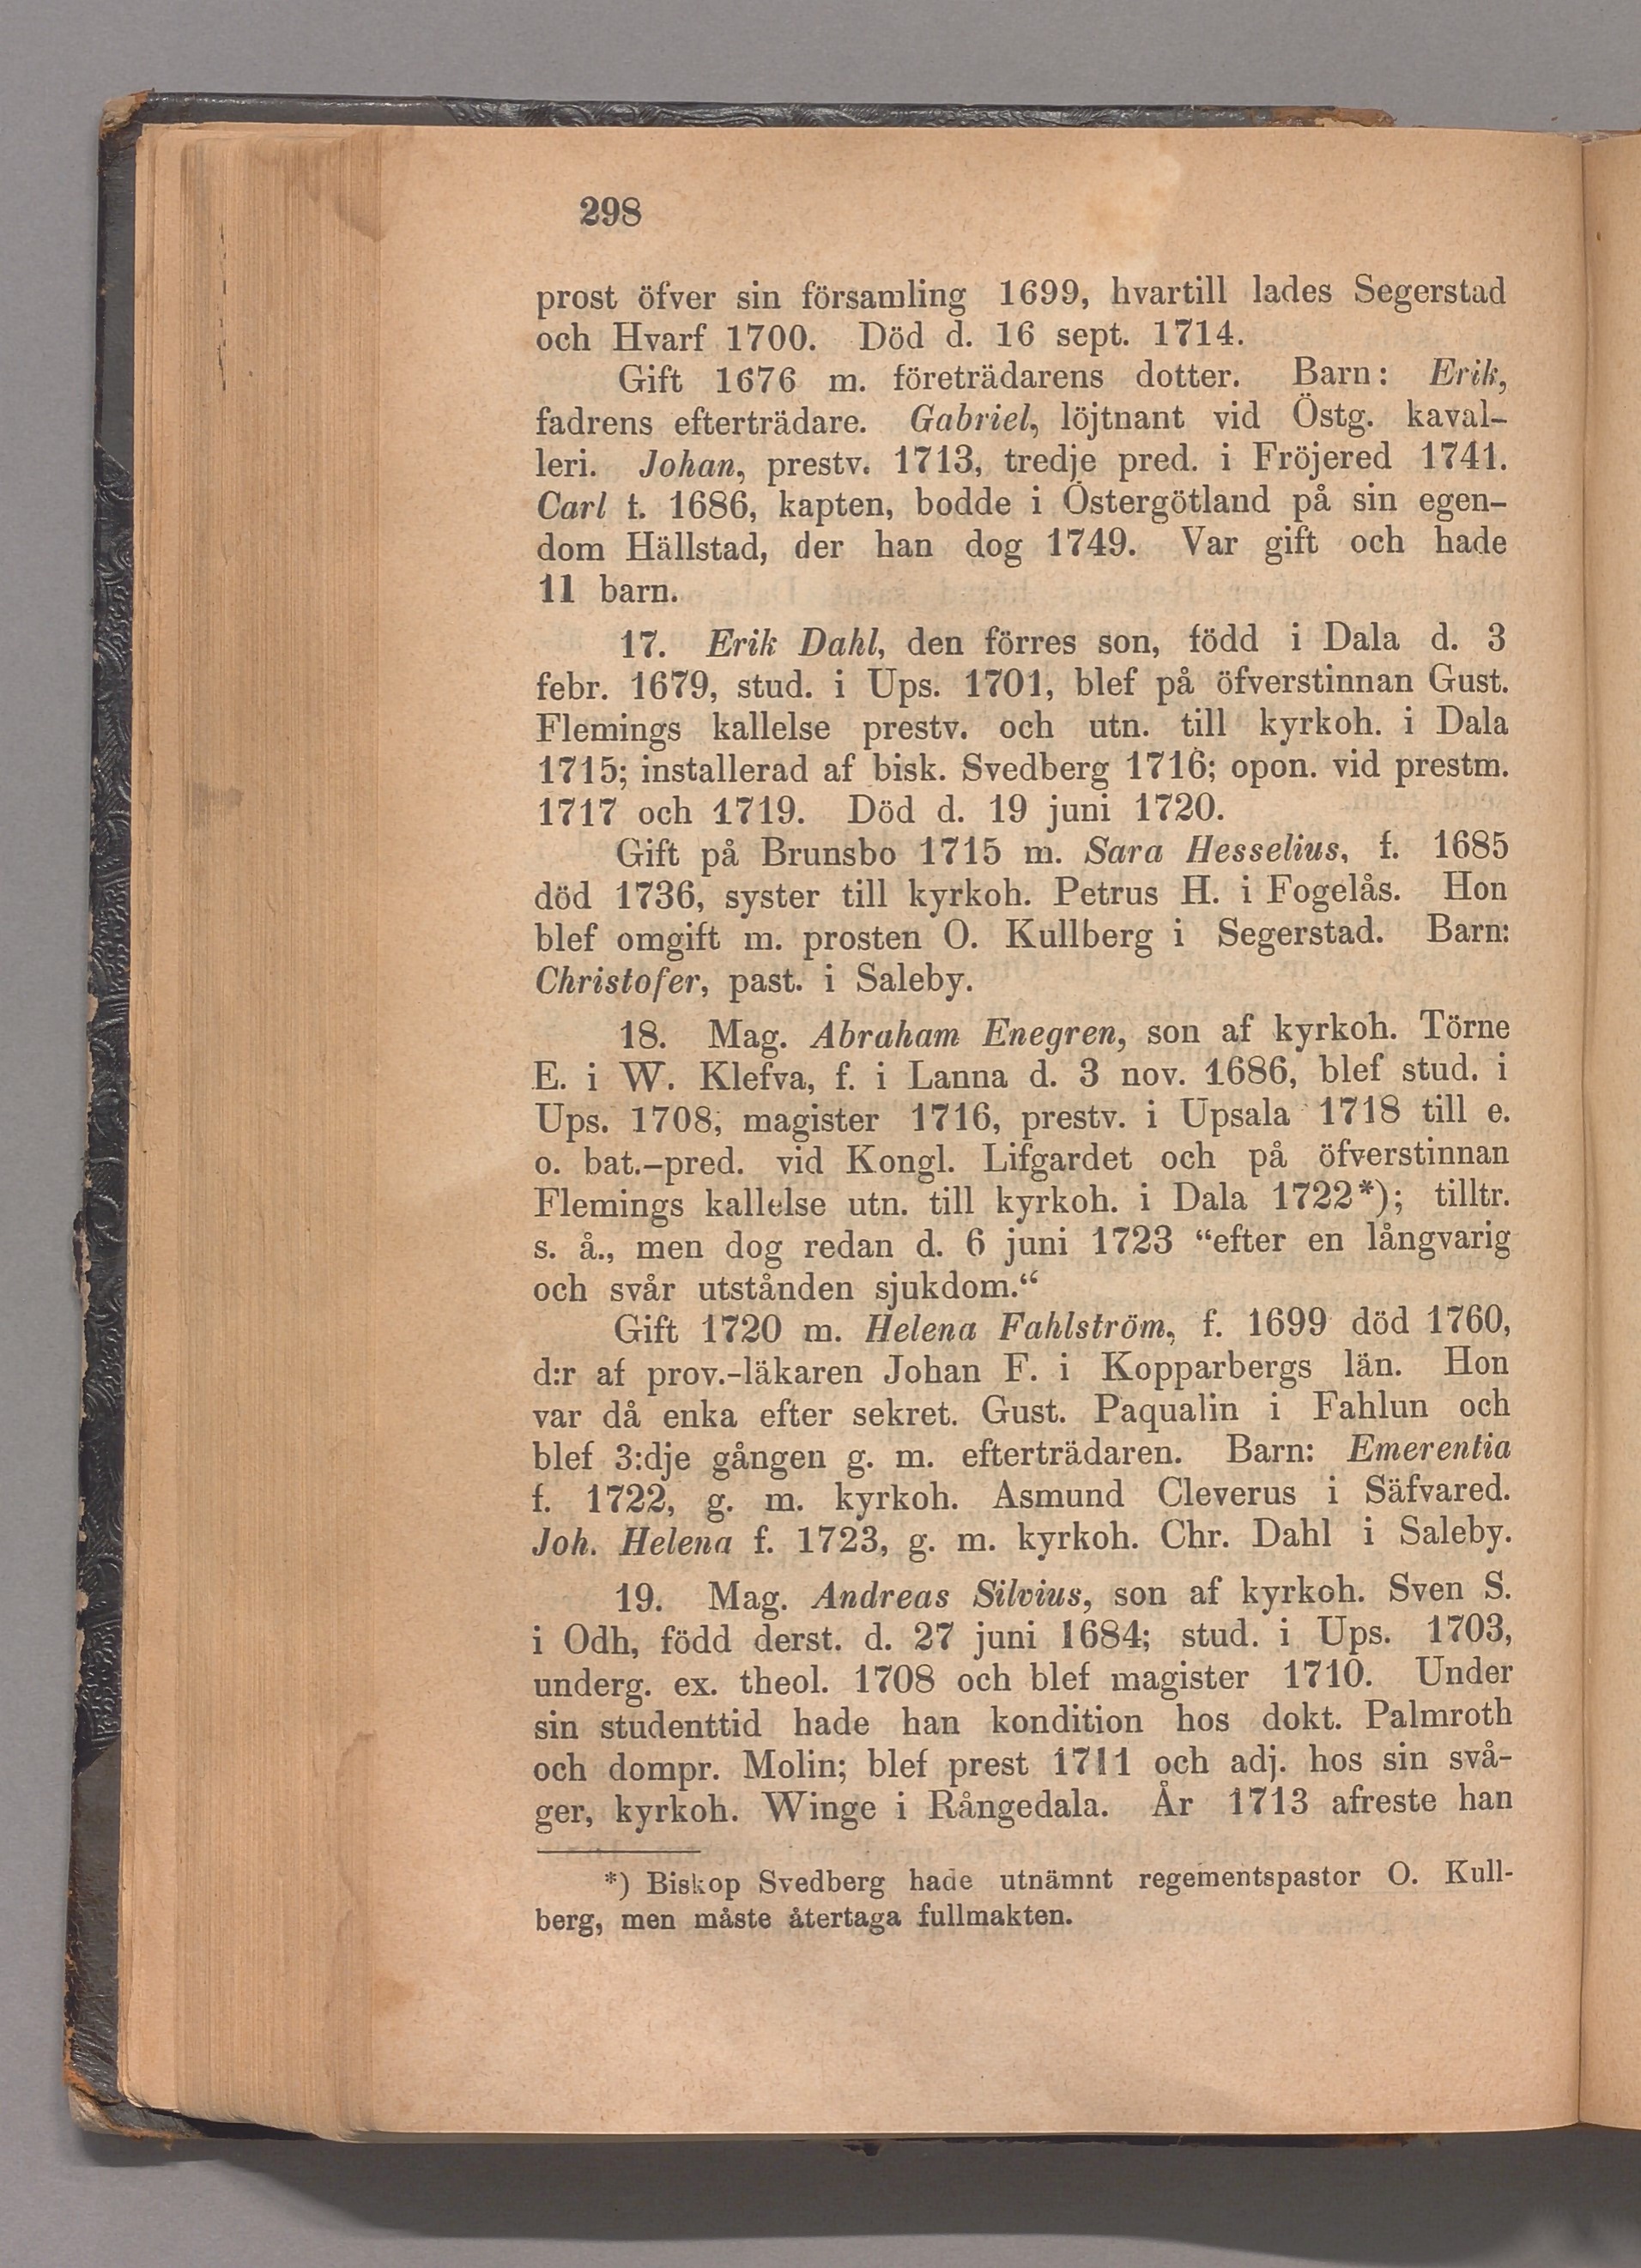 298
prost öfver sin församling 1699, hvartill lades Segerstad
och Hvarf 1700. Död d. 16 sept. 1714.
Gift 1676 m. företrädarens dotter. Barn: Erik,
fadrens efterträdare. Gabriel, löjtnant vid Östg. kaval-
leri. Johan, prestv. 1713, tredje pred. i Fröjered 1741.
Carl f. 1686, kapten, bodde i Östergötland på sin egen-
dom Hällstad, der han dog 1749. Var gift och hade
11 barn.
17. Erik Dahl, den förres son, född i Dala d. 3
febr. 1679, stud. i Ups. 1701, blef på öfverstinnan Gust.
Flemings kallelse prestv. och utn. till kyrkoh. i Dala
1715; installerad af bisk. Svedberg 1716; opon. vid prestm.
1717 och 1719. Död d. 19 juni 1720.
Gift på Brunsbo 1715 m. Sara Hesselius, f. 1685
död 1736, syster till kyrkoh. Petrus H. i Fogelås. Hon
blef omgift m. prosten O. Kullberg i Segerstad. Barn:
Christofer, past. i Saleby.
18. Mag. Abraham Enegren, son af kyrkoh. Törne
E. i W. Klefva, f. i Lanna d. 3 nov. 1686, blef stud. i
Ups. 1708, magister 1716, prestv. i Upsala 1718 till e.
o. bat.-pred. vid Kongl. Lifgardet och på öfverstinnan
Flemings kallelse utn. till kyrkoh. i Dala 1722*); tilltr.
s. å., men dog redan d. 6 juni 1723 “efter en långvarig
och svår utstånden sjukdom.“
Gift 1720 m. Helena Fahlström, f. 1699 död 1760,
d:r af prov.-läkaren Johan F. i Kopparbergs län. Hon
var då enka efter sekret. Gust. Paqualin i Fahlun och
blef 3:dje gången g. m. efterträdaren. Barn: Emerentia
f. 1722, g. m. kyrkoh. Asmund Cleverus i Säfvared.
Joh. Helena f. 1723, g. m. kyrkoh. Chr. Dahl i Saleby.
19. Mag. Andreas Silvius, son af kyrkoh. Sven S.
i Odh, född derst. d. 27 juni 1684; stud. i Ups. 1703,
underg. ex. theol. 1708 och blef magister 1710. Under
sin studenttid hade han kondition hos dokt. Palmroth
och dompr. Molin; blef prest 1711 och adj. hos sin svå-
ger, kyrkoh. Winge i Rångedala. År 1713 afreste han
*) Biskop Svedberg hade utnämnt regementspastor O. Kull-
berg, men måste återtaga fullmakten.